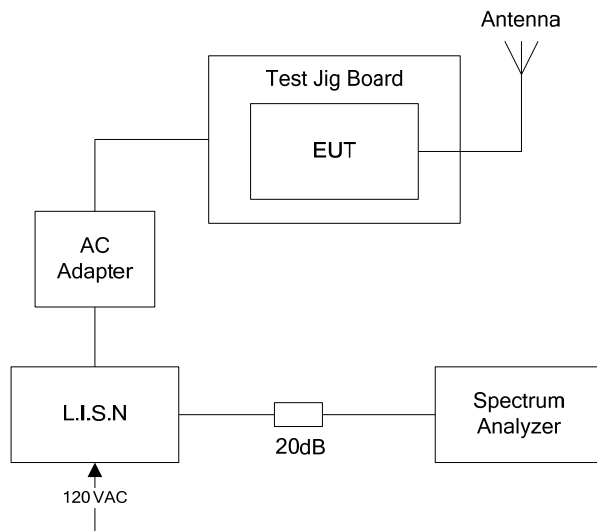 Antenna
Test Jig Board
EUT
AC
Adapter
L.I.S.N
20dB
Spectrum
Analyzer
120 VAC